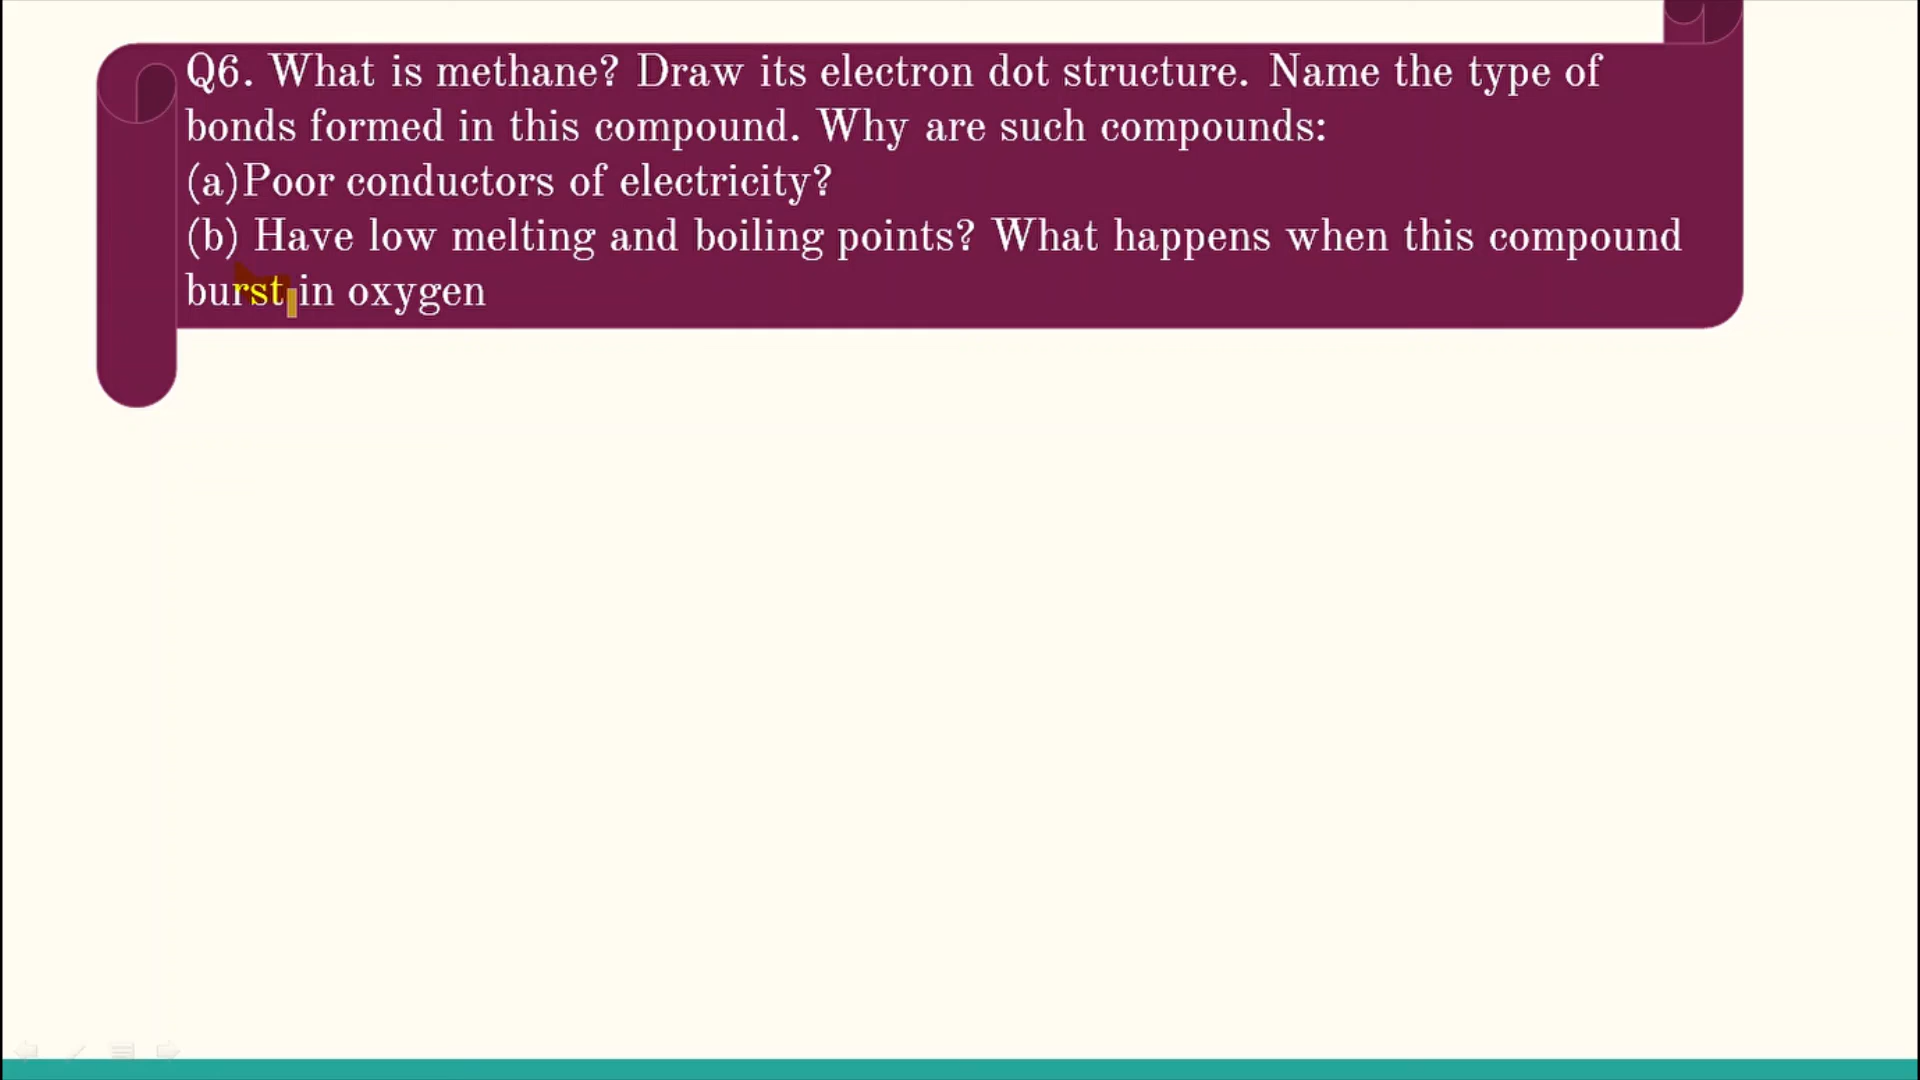 Q6. What is methane? Draw its electron dot structure. Name the type of
bonds formed in this compound. Why are such compounds:
(a)Poor conductors of electricity?
(b) Have low melting and boiling points? What happens when this compound
burst in oxygen